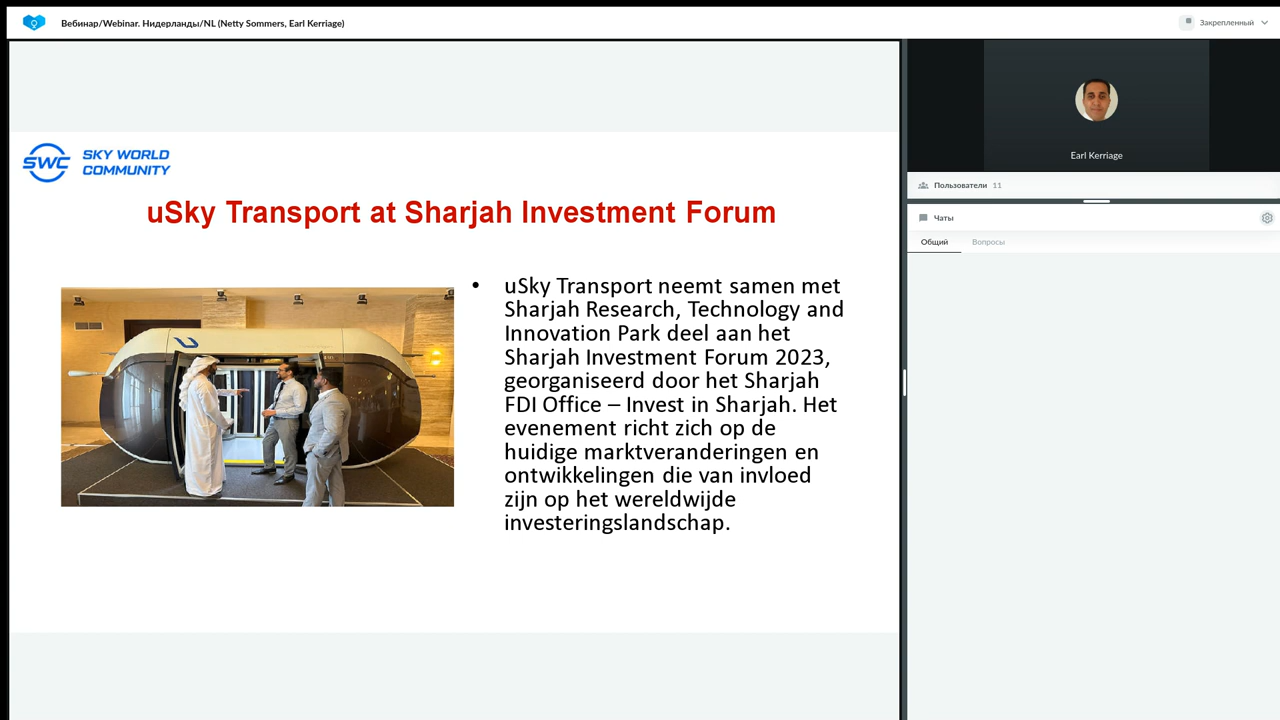 Вебинар/Webinar. Нидерланды/NL (Netty Sommers, Earl Kerriage)
Закрепленный
SWC
SKY WORLD
COMMUNITY
uSky Transport at Sharjah Investment Forum
• uSky Transport neemt samen met
Sharjah Research, Technology and
Innovation Park deel aan het
Sharjah Investment Forum 2023,
georganiseerd door het Sharjah
FDI Office – Invest in Sharjah. Het
evenement richt zich op de
huidige marktveranderingen en
ontwikkelingen die van invloed
zijn op het wereldwijde
investeringslandschap.
Earl Kerriage
Пользователи 11
Чаты
Общий Вопросы